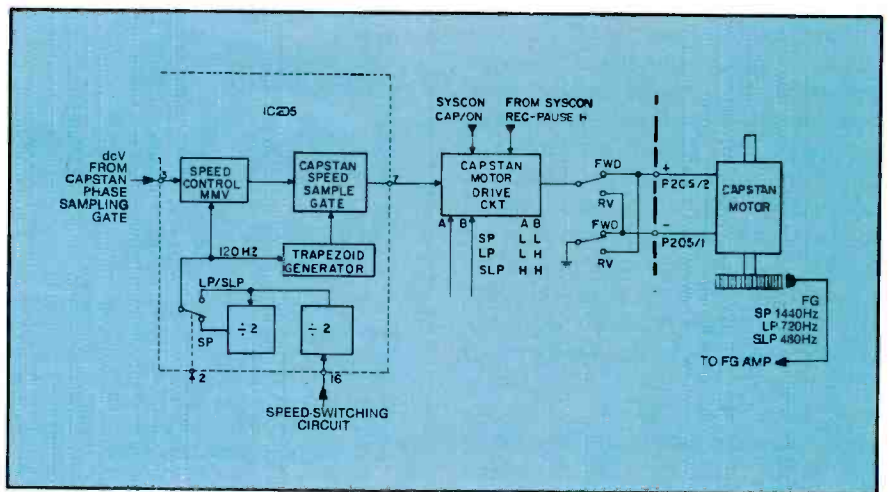 IC205
SYSCON
CAP/ON
FROM SYSCON
REC-PAUSE H
dcV
FROM
CAPSTAN
PHASE
SAMPLING
GATE
3
SPEED
CONTROL
MMV
CAPSTAN
SPEED
SAMPLE
GATE
7
CAPSTAN
MOTOR
DRIVE
CKT
FWD
RV
FWD
RV
+
P205/2
-
P205/1
CAPSTAN
MOTOR
A B
A B
SP L L
LP L H
SLP H H
120HZ
TRAPEZOID
GENERATOR
LP/SLP
SP
÷ 2
÷ 2
2
16
SPEED-SWITCHING
CIRCUIT
FG
SP 1440Hz
LP 720Hz
SLP 480Hz
TO FG AMP